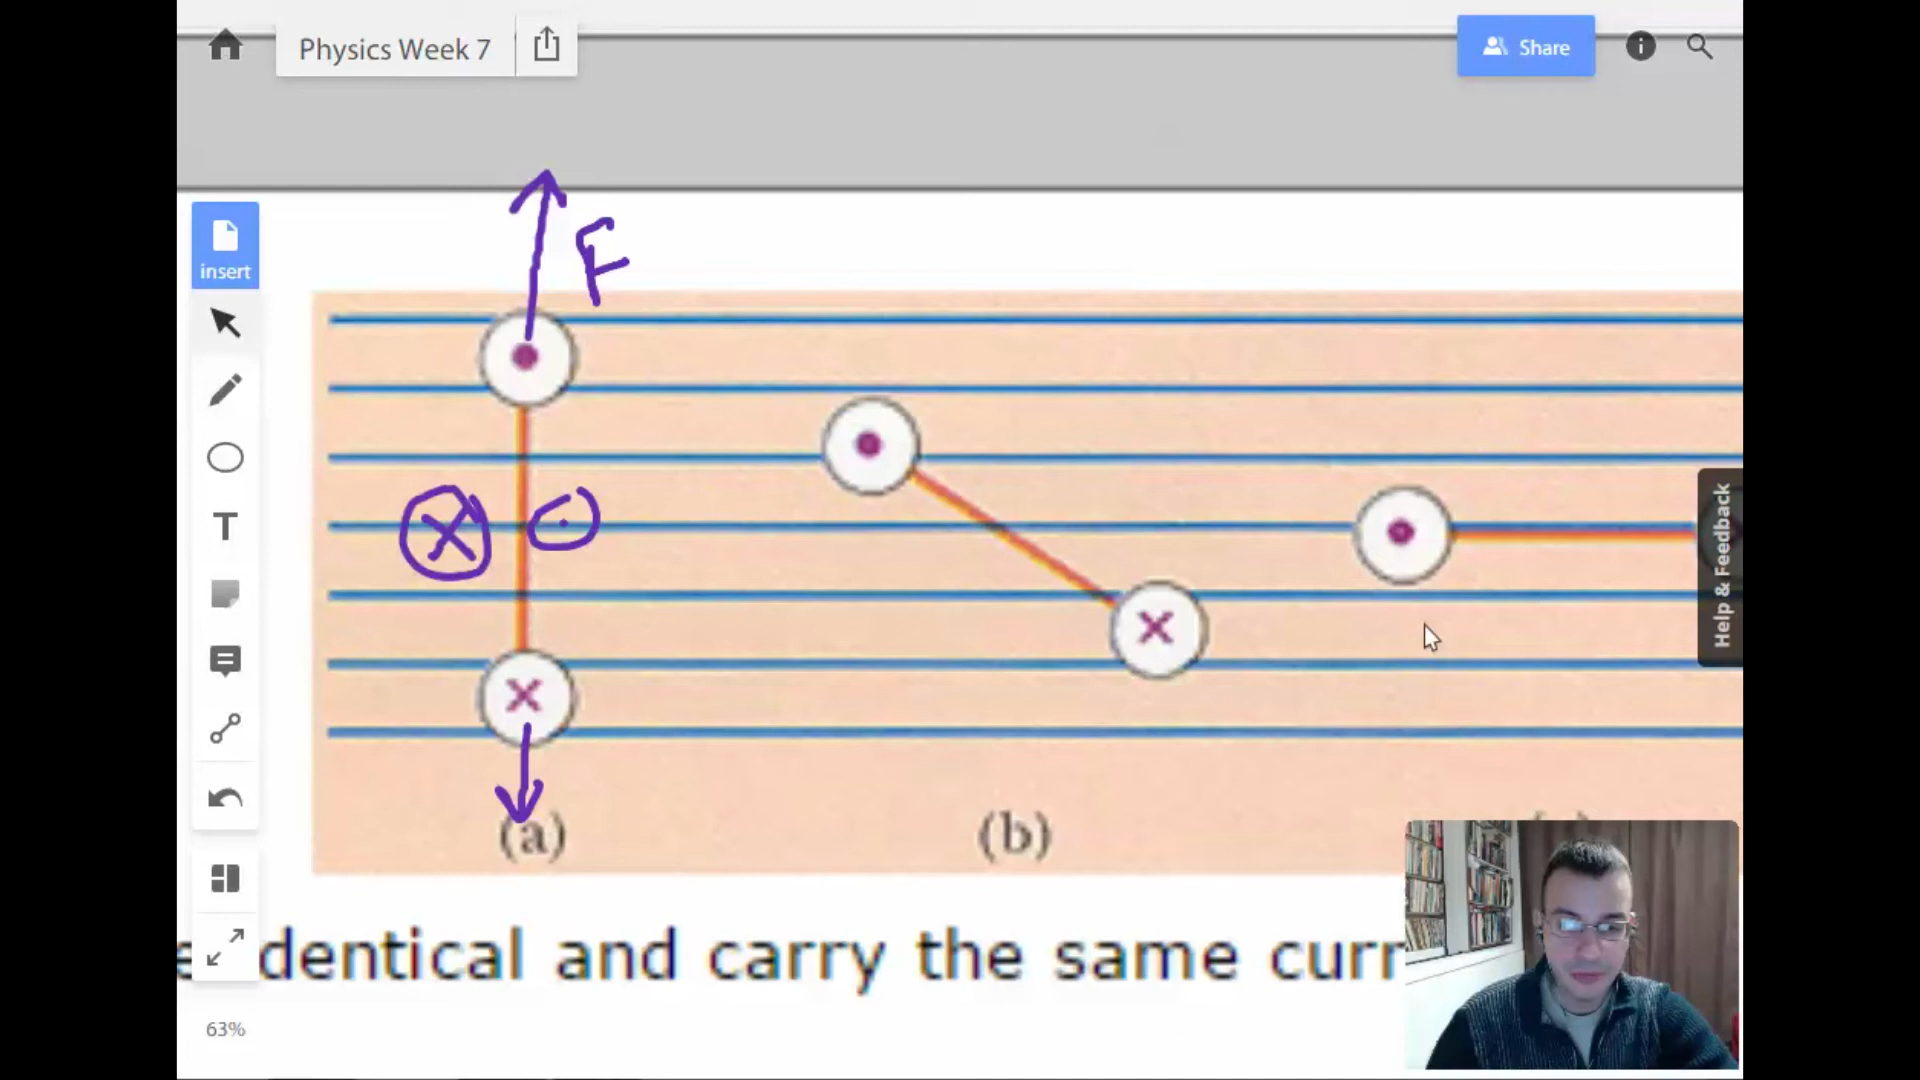 Physics Week 7
Share
insert
F
T
Help & Feedback
(a)
(b)
dentical and carry the same curr
63%